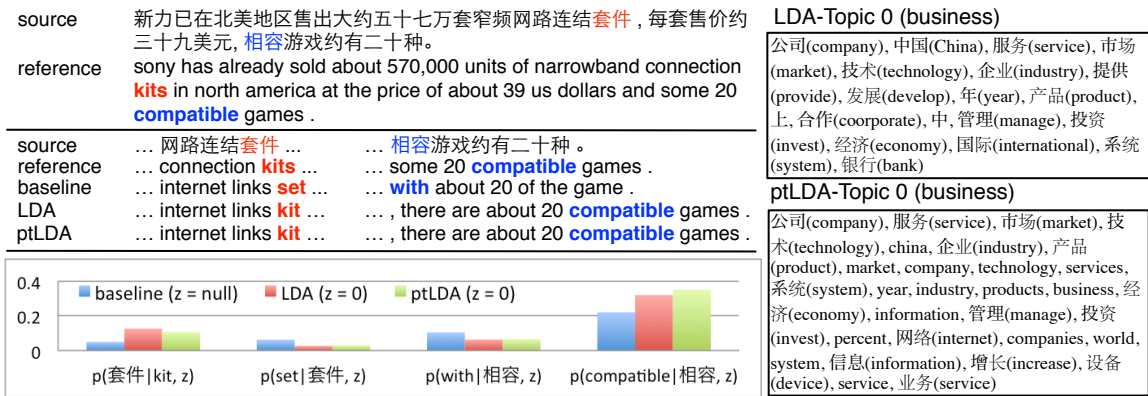 source 新力已在北美地区售出大约五十七万套窄频网路连结套件 , 每套售价约
三十九美元, 相容游戏约有二十种。
reference sony has already sold about 570,000 units of narrowband connection
kits in north america at the price of about 39 us dollars and some 20
compatible games .
source … 网路连结套件 … … 相容游戏约有二十种 。
reference … connection kits … … some 20 compatible games .
baseline … internet links set … … with about 20 of the game .
LDA … internet links kit … … , there are about 20 compatible games .
ptLDA … internet links kit … … , there are about 20 compatible games .
0.4
baseline (z = null) LDA (z = 0) ptLDA (z = 0)
0.2
0
p(套件|kit, z) p(set|套件, z) p(with|相容, z) p(compatible|相容, z)
LDA-Topic 0 (business)
公司(company), 中国(China), 服务(service), 市场
(market), 技术(technology), 企业(industry), 提供
(provide), 发展(develop), 年(year), 产品(product),
上, 合作(coorporate), 中, 管理(manage), 投资
(invest), 经济(economy), 国际(international), 系统
(system), 银行(bank)
ptLDA-Topic 0 (business)
公司(company), 服务(service), 市场(market), 技
术(technology), china, 企业(industry), 产品
(product), market, company, technology, services,
系统(system), year, industry, products, business, 经
济(economy), information, 管理(manage), 投资
(invest), percent, 网络(internet), companies, world,
system, 信息(information), 增长(increase), 设备
(device), service, 业务(service)